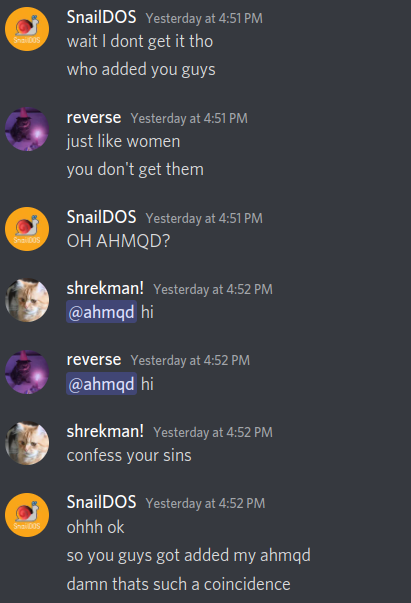 SnailDOS Yesterday at 4:51 PM
wait I dont get it tho
who added you guys
reverse Yesterday at 4:51 PM
just like women
you don't get them
SnailDOS Yesterday at 4:51 PM
OH AHMQD?
shrekman! Yesterday at 4:52 PM
@ahmqd hi
reverse Yesterday at 4:52 PM
@ahmqd hi
shrekman! Yesterday at 4:52 PM
confess your sins
SnailDOS Yesterday at 4:52 PM
ohhh ok
so you guys got added my ahmqd
damn thats such a coincidence
SnailDOS
SnailDOS
SnailDOS